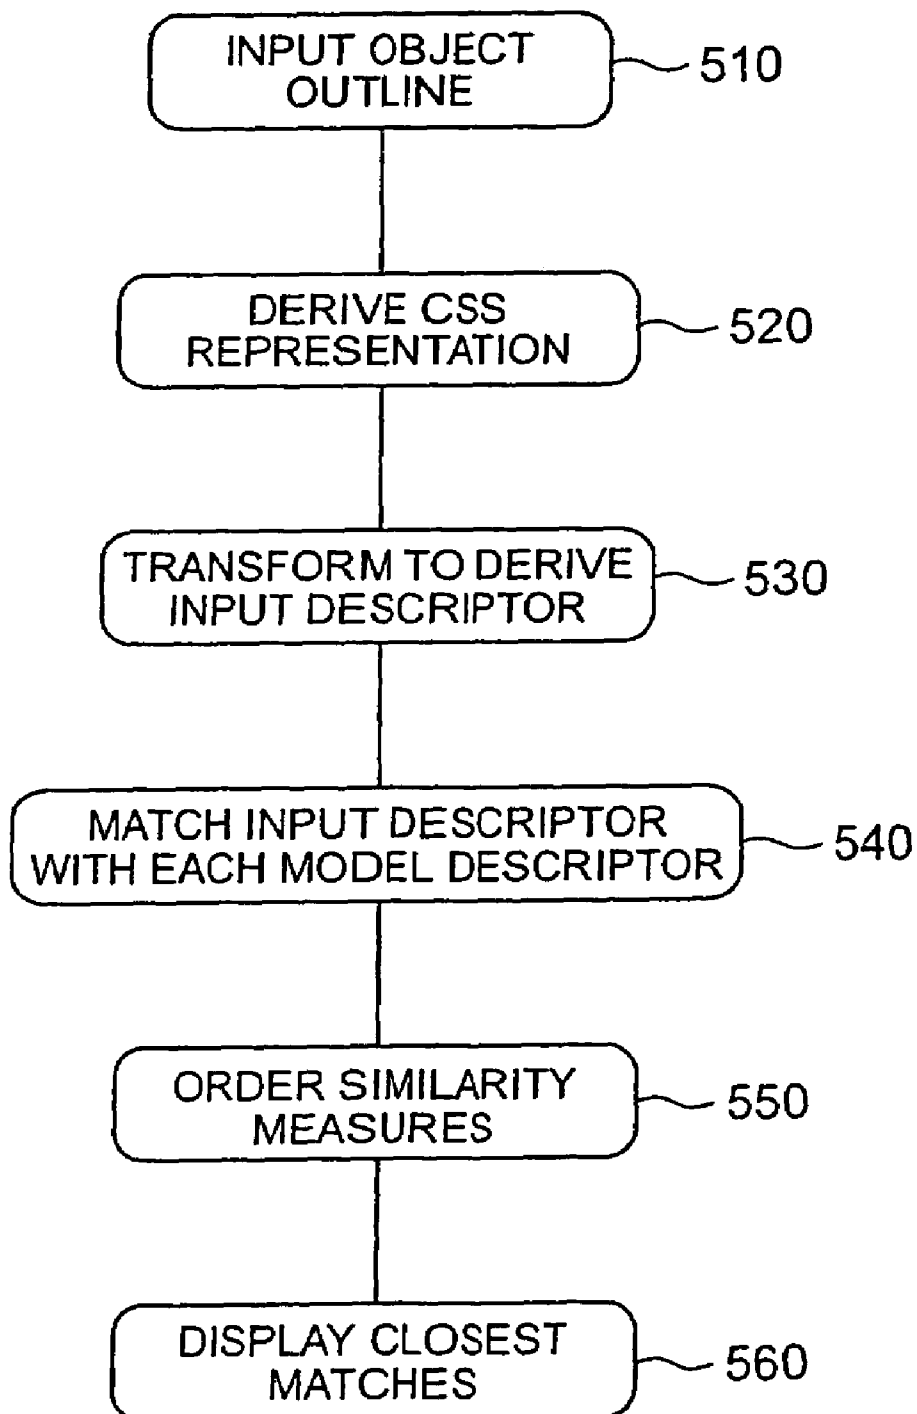 INPUT OBJECT
OUTLINE
510
DERIVE CSS
REPRESENTATION
520
TRANSFORM TO DERIVE
INPUT DESCRIPTOR
530
MATCH INPUT DESCRIPTOR
WITH EACH MODEL DESCRIPTOR
540
ORDER SIMILARITY
MEASURES
550
DISPLAY CLOSEST
MATCHES
560